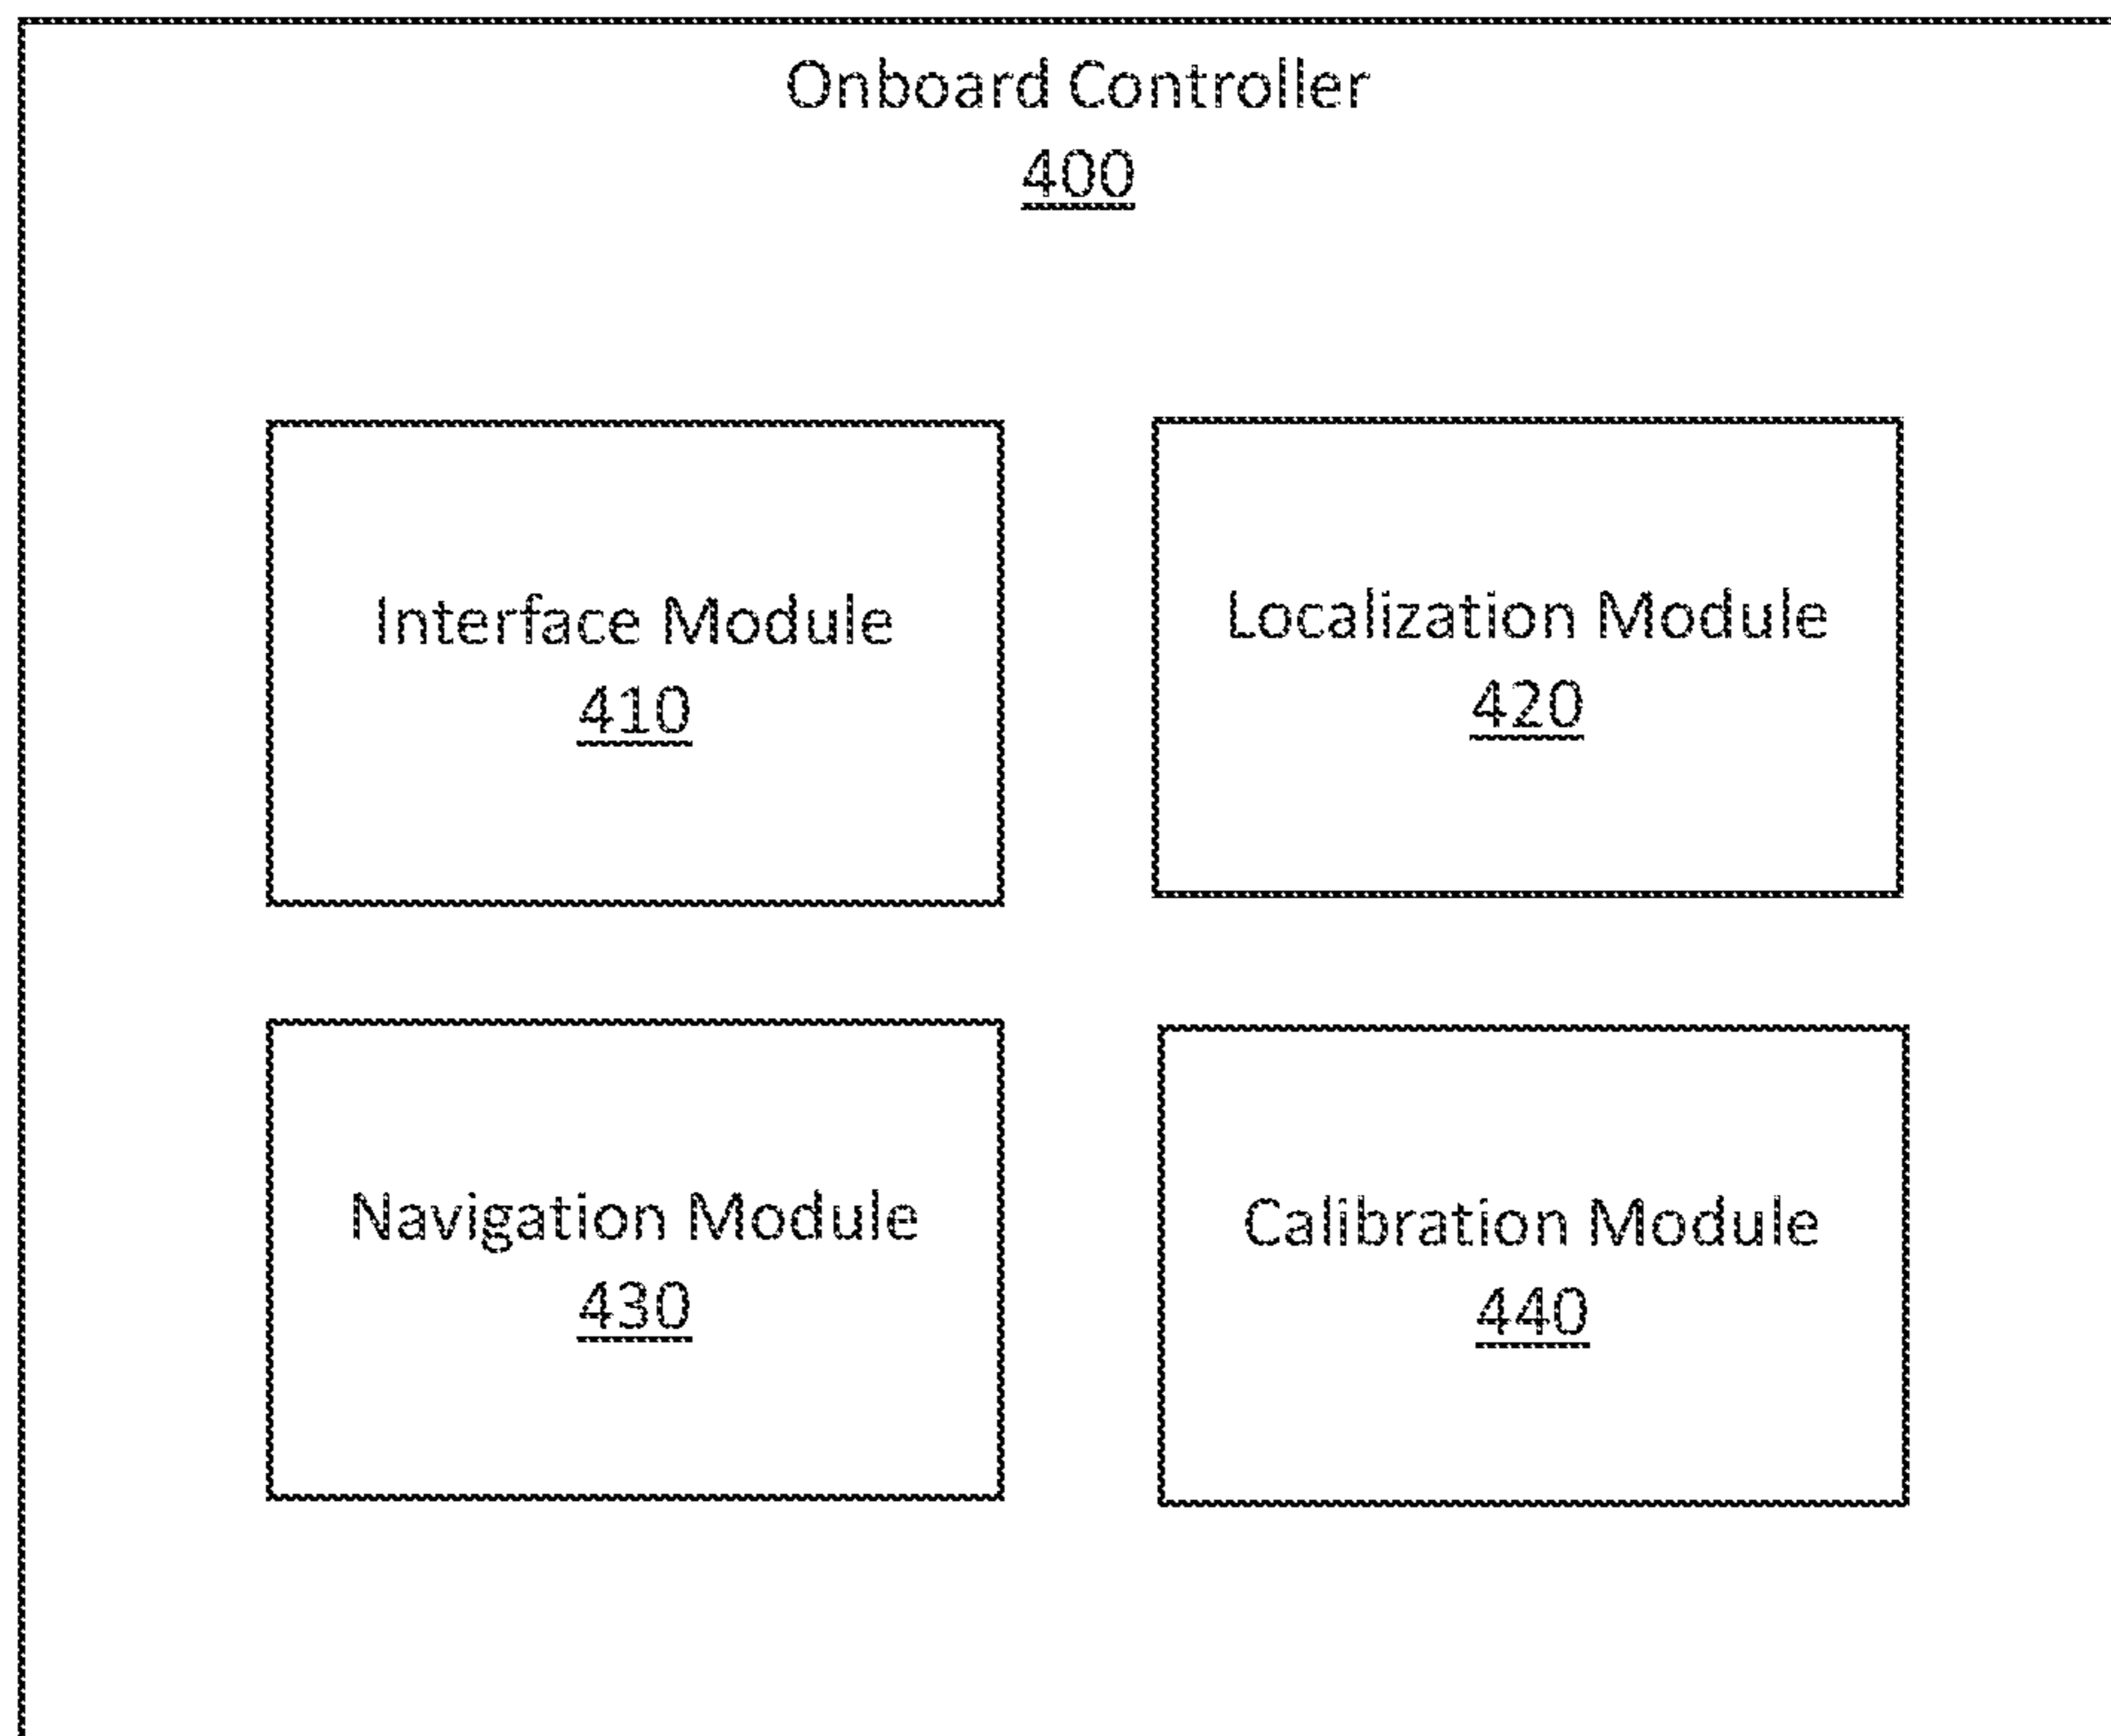 Onboard Controller
400
Interface Module
410
Localization Module
420
Navigation Module
430
Calibration Module
440